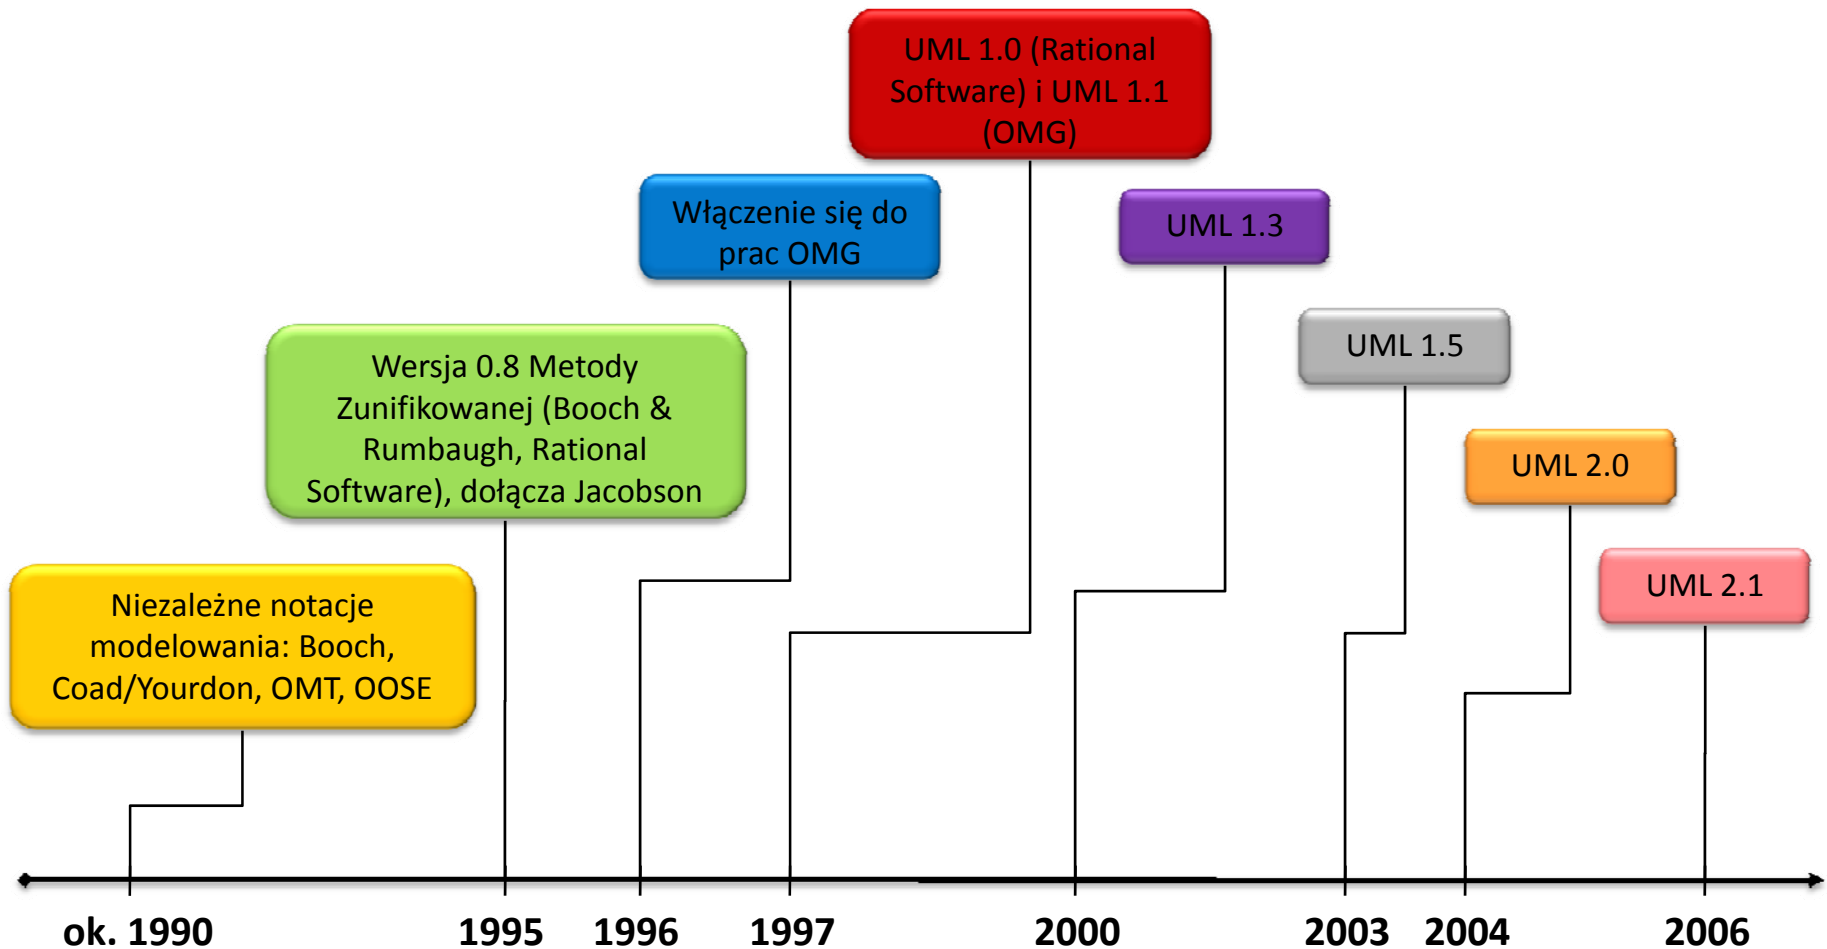 UML 1.0 (Rational
Software) i UML 1.1
(OMG)
Włączenie się do
prac OMG
UML 1.3
UML 1.5
Wersja 0.8 Metody
Zunifikowanej (Booch &
Rumbaugh, Rational
Software), dołącza Jacobson
UML 2.0
UML 2.1
Niezależne notacje
modelowania: Booch,
Coad/Yourdon, OMT, OOSE
ok. 1990 1995 1996 1997 2000 2003 2004 2006